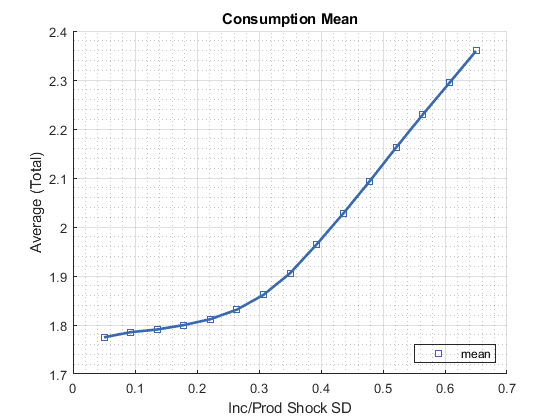 Consumption Mean
2.4
2.3
2.2
2.1
2
1.9
1.8
1.7
Average (Total)
mean
0 0.1 0.2 0.3 0.4 0.5 0.6 0.7
Inc/Prod Shock SD